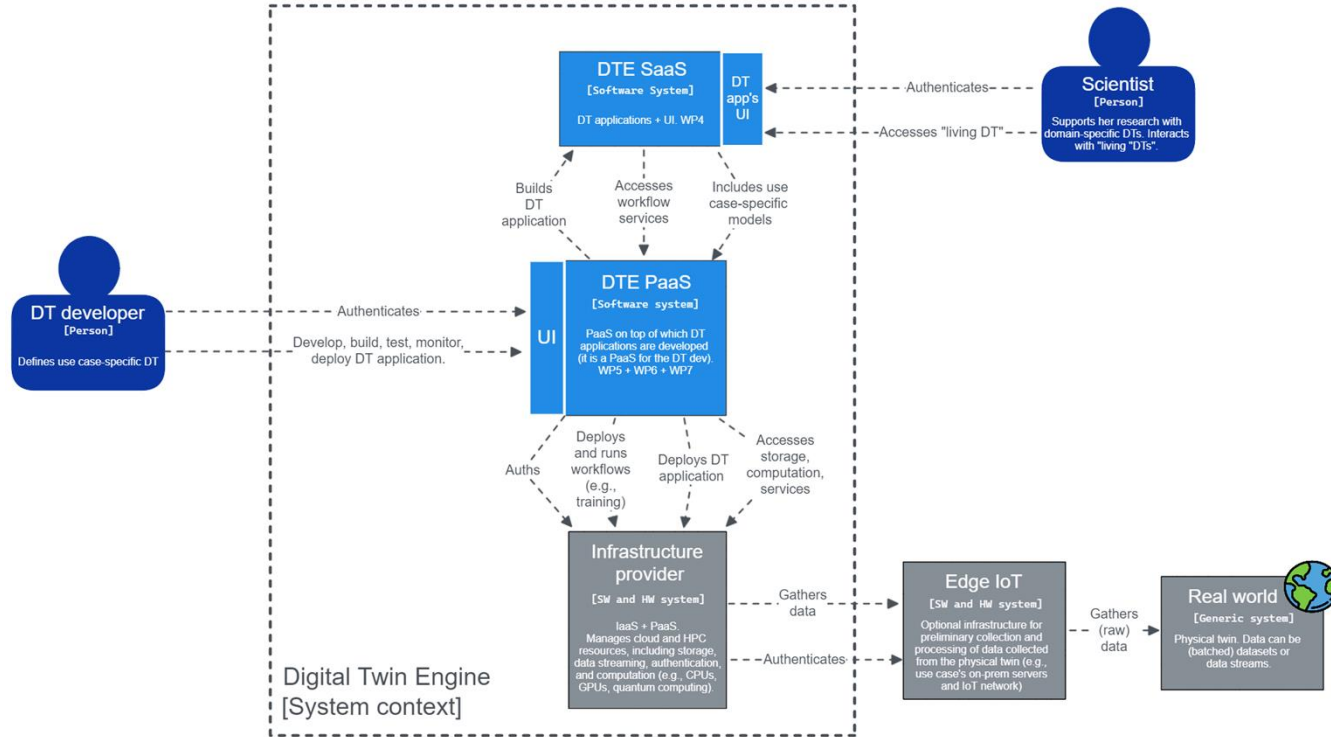 DTE SaaS
[Software System]
DT applications + UI. WP4
DT
app's
UI
Authenticates
Accesses "living DT"
Scientist
[Person]
Supports her research with
domain-specific DTs. Interacts
with "living "DTs".
Builds
DT
application
Accesses
workflow
services
Includes use
case-specific
models
DT developer
[Person]
Defines use case-specific DT
Authenticates
Develop, build, test, monitor,
deploy DT application.
UI
DTE PaaS
[Software system]
PaaS on top of which DT
applications are developed
(it is a PaaS for the DT dev).
WP5 + WP6 + WP7
Auths
Deploys
and runs
workflows
(e.g.,
training)
Deploys DT
application
Accesses
storage,
computation,
services
Infrastructure
provider
[SW and HW system]
IaaS + PaaS.
Manages cloud and HPC
resources, including storage,
data streaming, authentication,
and computation (e.g., CPUs,
GPUs, quantum computing).
Gathers
data
Authenticates
Edge IoT
[SW and HW system]
Optional infrastructure for
preliminary collection and
processing of data collected
from the physical twin (e.g.,
use case's on-prem servers
and IoT network)
Gathers
(raw)
data
Real world
[Generic system]
Physical twin. Data can be
(batched) datasets or
data streams.
Digital Twin Engine
[System context]